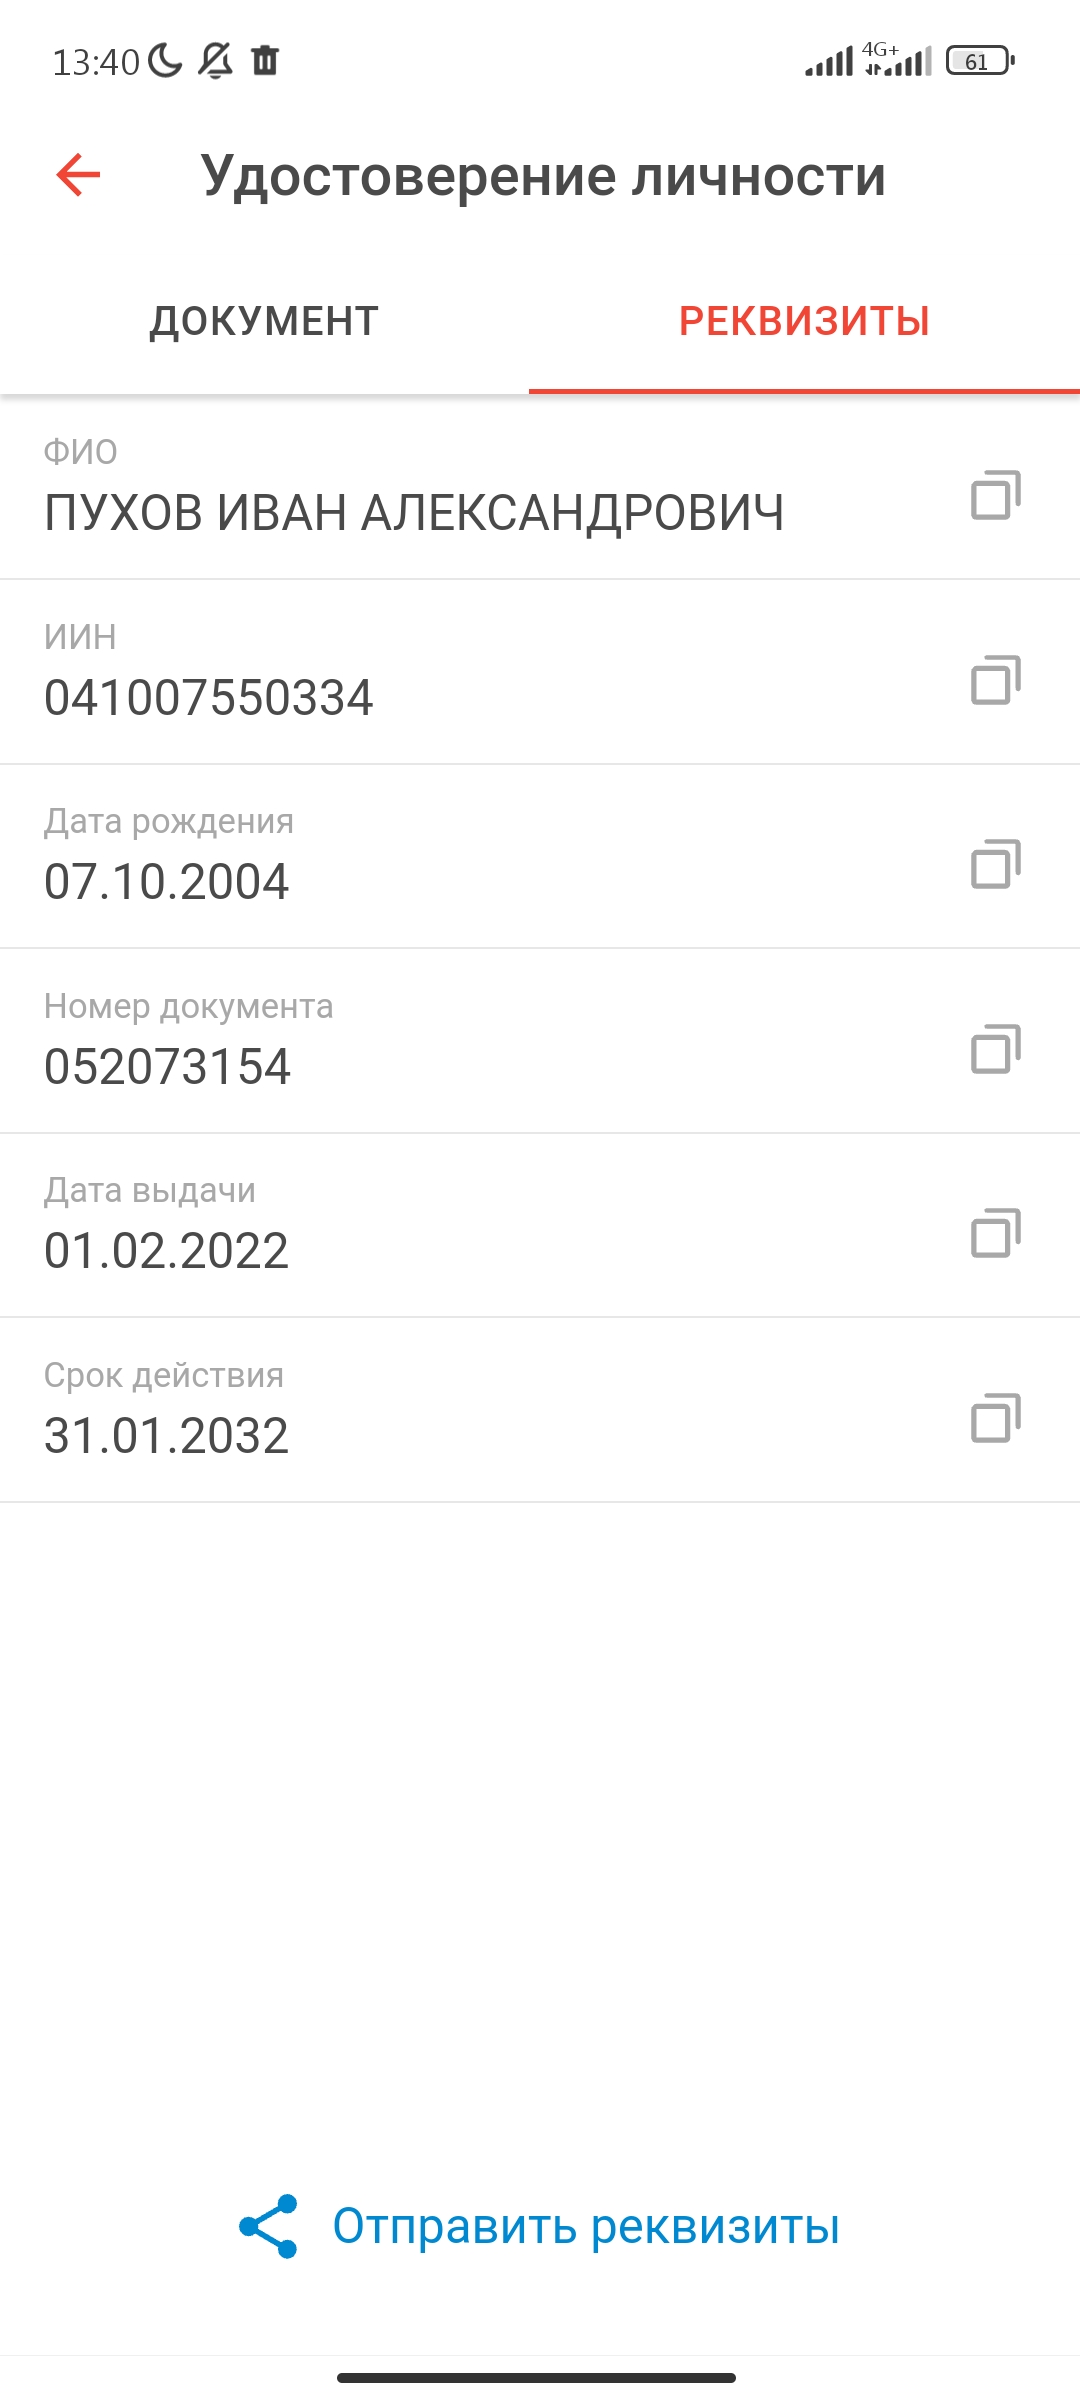 13:40
4G+
61
Удостоверение личности
ДОКУМЕНТ
РЕКВИЗИТЫ
ФИО
ПУХОВ ИВАН АЛЕКСАНДРОВИЧ
ИИН
041007550334
Дата рождения
07.10.2004
Номер документа
052073154
Дата выдачи
01.02.2022
Срок действия
31.01.2032
Отправить реквизиты